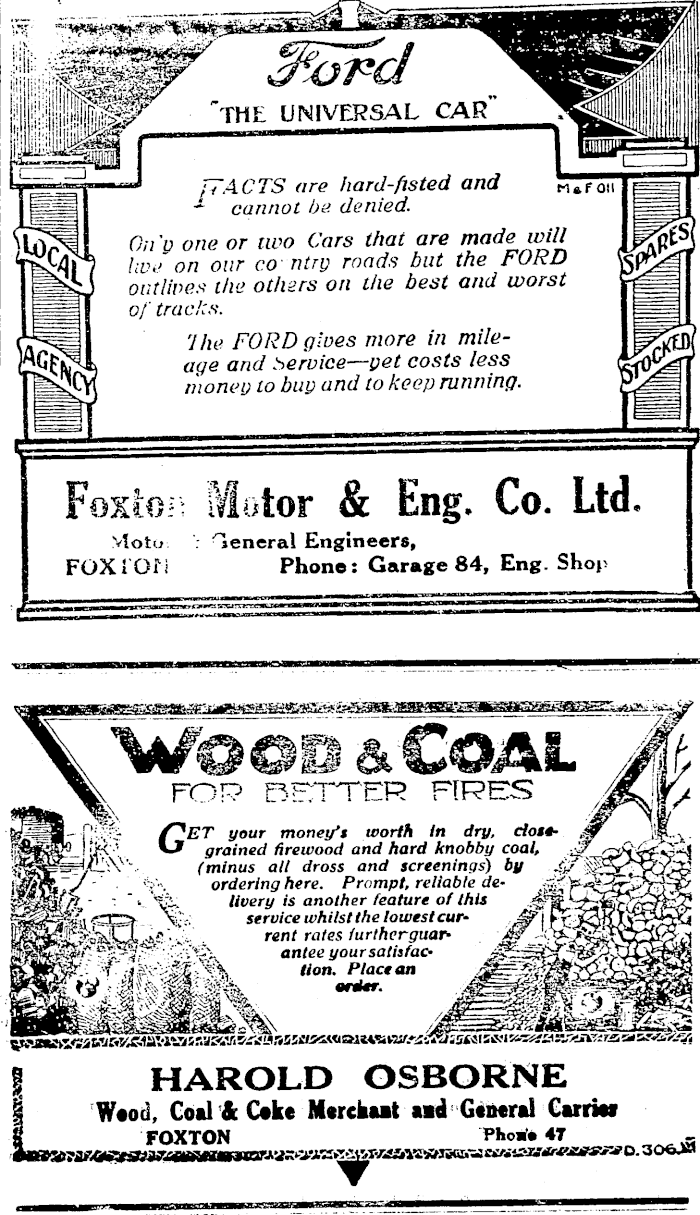 Ford
"THE UNIVERSAL CAR"
M & F 011
FACTS are hard-fisted and
cannot be denied.
Only one or two Cars that are made will
live on our country roads but the FORD
outlives the others on the best and worst
of tracks.
The FORD gives more in mile-
age and Service—yet costs less
money to buy and to keep running.
LOCAL
AGENCY
SPARES
STOCKED
Foxton Motor & Eng. Co. Ltd.
Motor General Engineers,
FOXTON Phone: Garage 84, Eng. Shop
WOOD & COAL
FOR BETTER FIRES
GET your money's worth in dry, close-
grained firewood and hard knobby coal,
(minus all dross and screenings) by
ordering here. Prompt, reliable de-
livery is another feature of this
service whilst the lowest cur-
rent rates further guar-
antee your satisfac-
tion. Place an
order.
HAROLD OSBORNE
Wood, Coal & Coke Merchant and General Carrier
FOXTON Phone 47
D.306